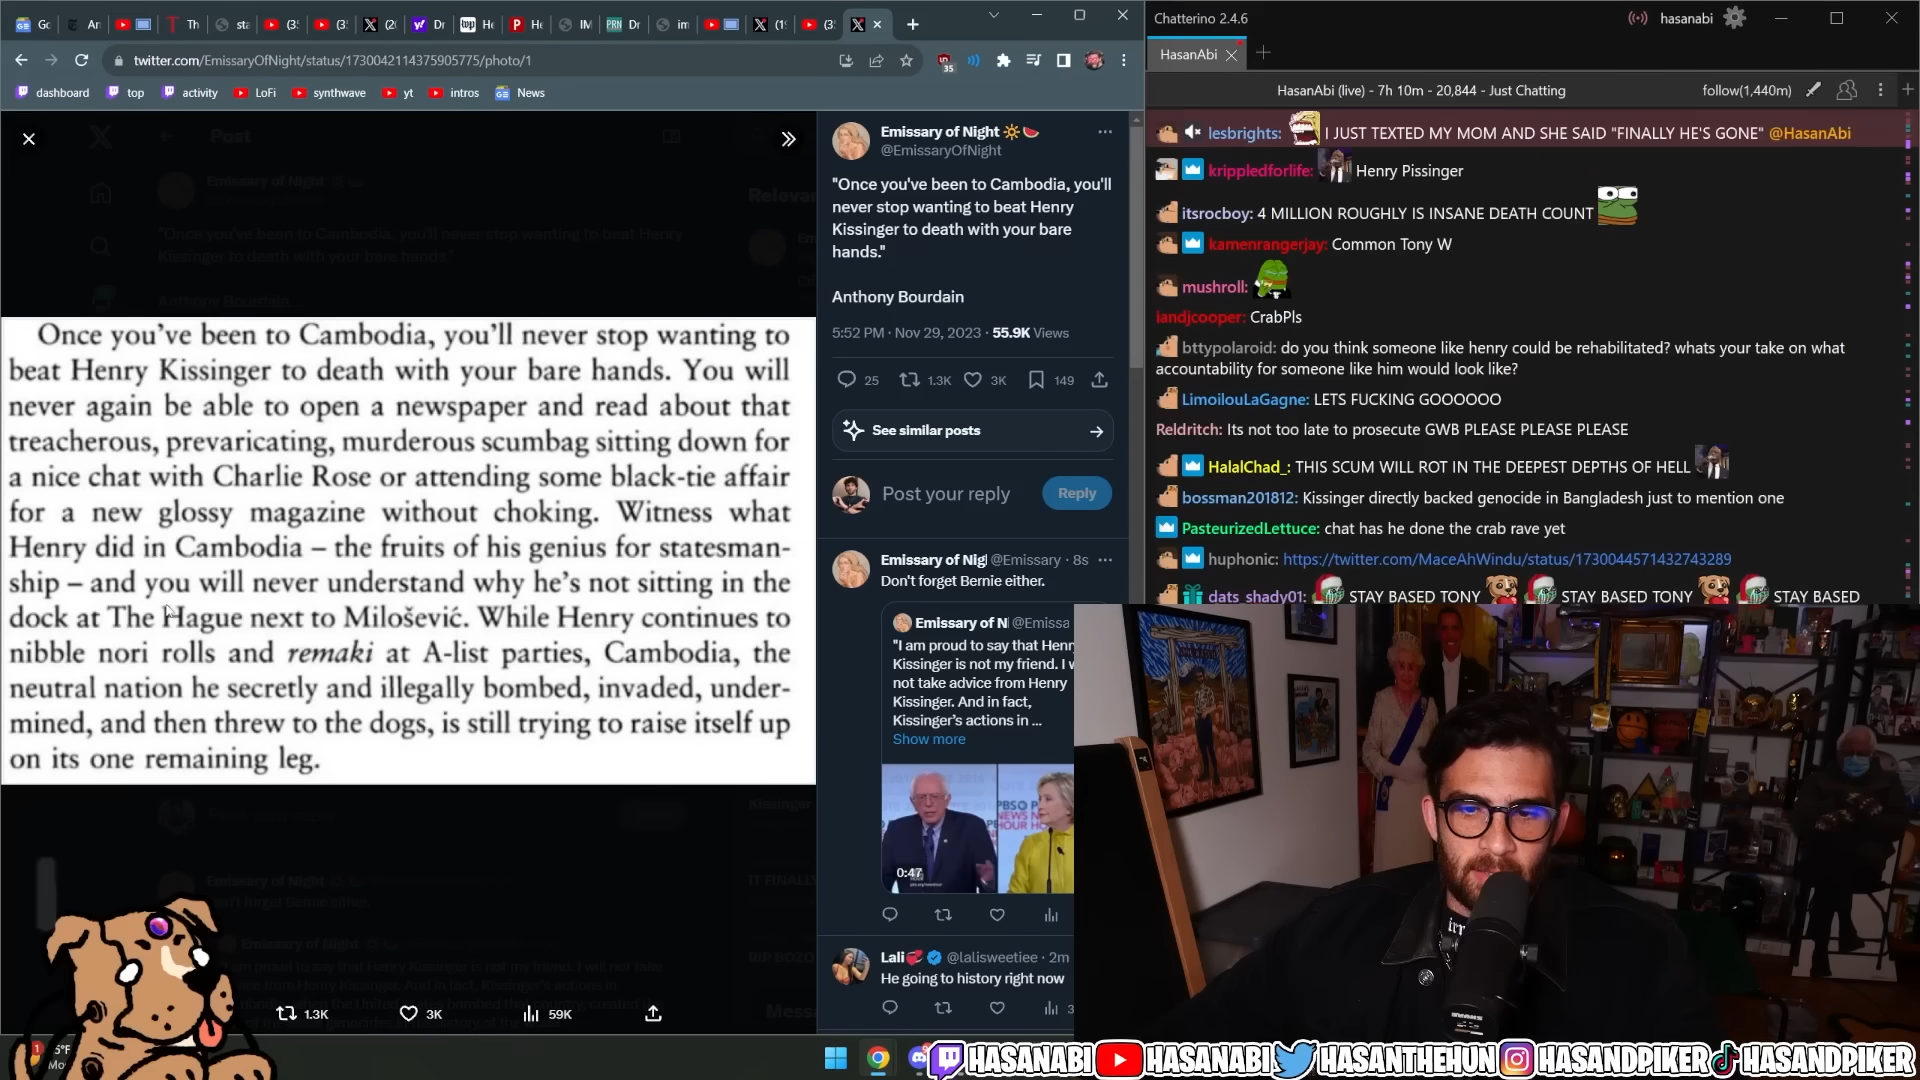 twitter.com/EmissaryOfNight/status/1730042114375905775/photo/1
dashboard top activity LoFi synthwave yt intros News
Post
Once you've been to Cambodia, you'll never stop wanting to
beat Henry Kissinger to death with your bare hands. You will
never again be able to open a newspaper and read about that
treacherous, prevaricating, murderous scumbag sitting down for
a nice chat with Charlie Rose or attending some black-tie affair
for a new glossy magazine without choking. Witness what
Henry did in Cambodia – the fruits of his genius for statesman-
ship – and you will never understand why he's not sitting in the
dock at The Hague next to Milošević. While Henry continues to
nibble nori rolls and remaki at A-list parties, Cambodia, the
neutral nation he secretly and illegally bombed, invaded, under-
mined, and then threw to the dogs, is still trying to raise itself up
on its one remaining leg.
1.3K 3K 59K
Emissary of Night
@EmissaryOfNight
"Once you've been to Cambodia, you'll
never stop wanting to beat Henry
Kissinger to death with your bare
hands."
Anthony Bourdain
5:52 PM · Nov 29, 2023 · 55.9K Views
25 1.3K 3K 149
See similar posts
Post your reply
Reply
Emissary of Nig @Emissary · 8s
Don't forget Bernie either.
Emissary of N @Emissa
"I am proud to say that Henr
Kissinger is not my friend. I w
not take advice from Henry
Kissinger. And in fact,
Kissinger's actions in ...
Show more
0:47
Lali @lalisweetiee · 2m
He going to history right now
Chatterino 2.4.6
hasanabi
HasanAbi
HasanAbi (live) - 7h 10m - 20,844 - Just Chatting
follow(1,440m)
lesbrights: I JUST TEXTED MY MOM AND SHE SAID "FINALLY HE'S GONE" @HasanAbi
krippledforlife: Henry Pissinger
itsrocboy: 4 MILLION ROUGHLY IS INSANE DEATH COUNT
kamenrangerjay: Common Tony W
mushroll:
iandjcooper: CrabPls
bttypolaroid: do you think someone like henry could be rehabilitated? whats your take on what
accountability for someone like him would look like?
LimoilouLaGagne: LETS FUCKING GOOOOOO
Reldritch: Its not too late to prosecute GWB PLEASE PLEASE PLEASE
HalalChad_: THIS SCUM WILL ROT IN THE DEEPEST DEPTHS OF HELL
bossman201812: Kissinger directly backed genocide in Bangladesh just to mention one
PasteurizedLettuce: chat has he done the crab rave yet
huphonic: https://twitter.com/MaceAhWindu/status/1730044571432743289
dats_shady01: STAY BASED TONY STAY BASED TONY STAY BASED
HASANABI HASANABI HASANTHEHUN HASANDPIKER HASANDPIKER